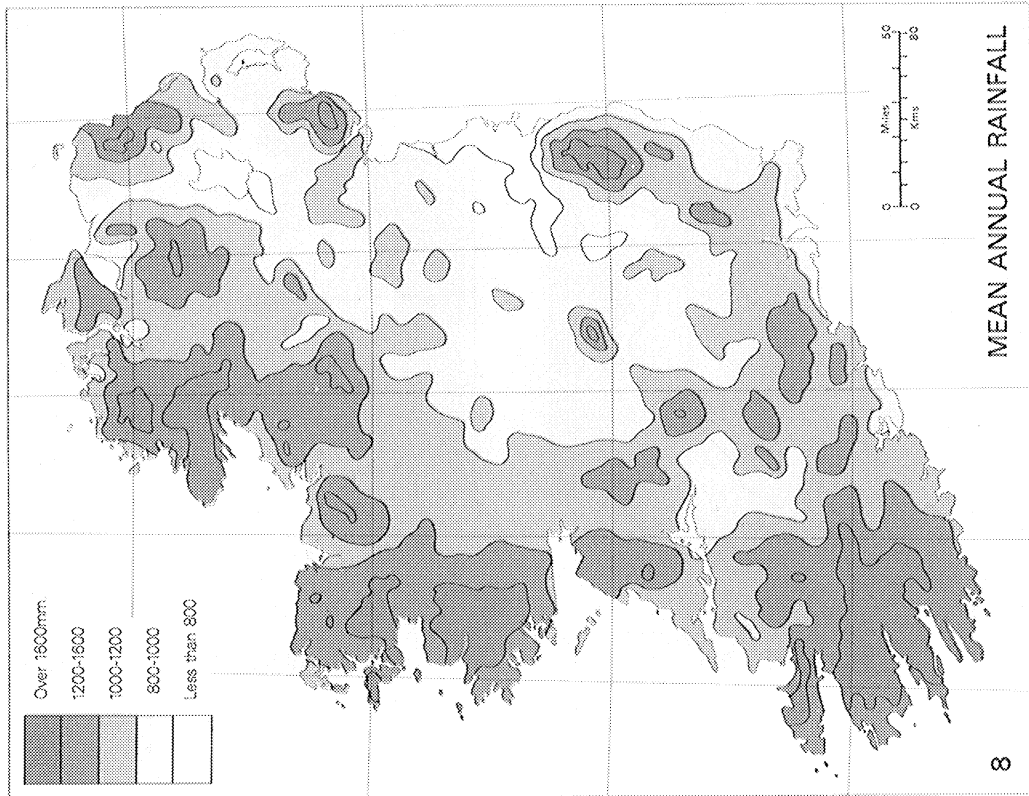 Over 1600mm.
1200-1600
1000-1200
800-1000
Less than 800
0 Miles 50
0 Kms 80
MEAN ANNUAL RAINFALL
8